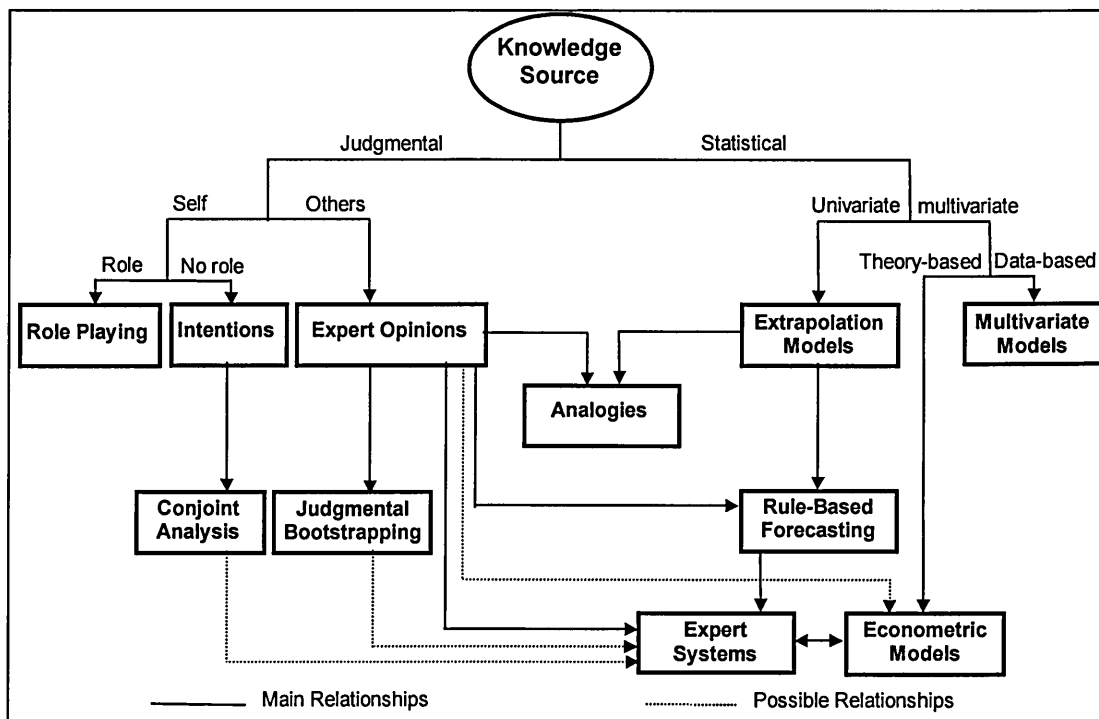 Knowledge
Source
Judgmental
Statistical
Self
Others
Univariate
multivariate
Role
No role
Theory-based
Data-based
Role Playing
Intentions
Expert Opinions
Extrapolation
Models
Multivariate
Models
Analogies
Conjoint
Analysis
Judgmental
Bootstrapping
Rule-Based
Forecasting
Expert
Systems
Econometric
Models
Main Relationships
Possible Relationships